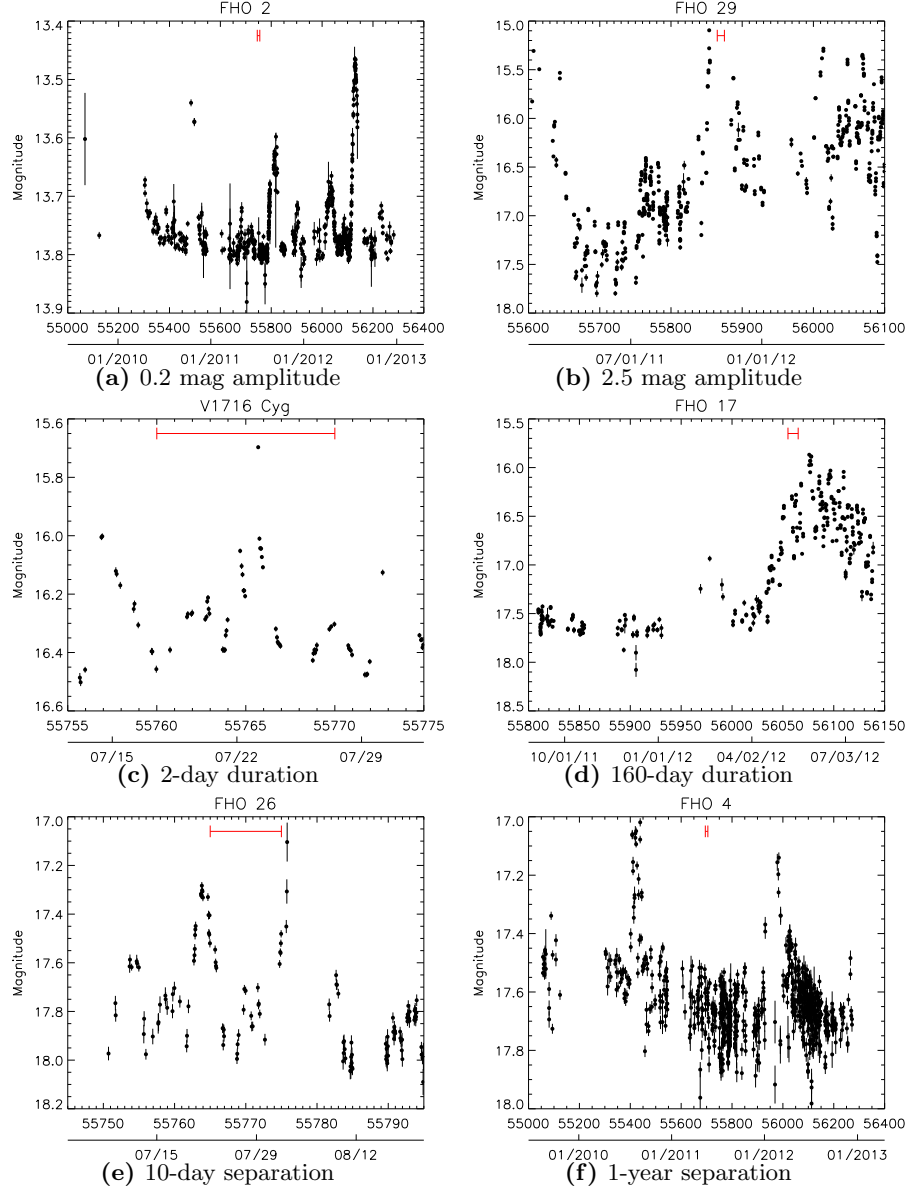 FHO 2
FHO 29
13.4
13.5
13.6
13.7
13.8
13.9
Magnitude
55000 55200 55400 55600 55800 56000 56200 56400
01/2010 01/2011 01/2012 01/2013
15.0
15.5
16.0
16.5
17.0
17.5
18.0
Magnitude
55600 55700 55800 55900 56000 56100
07/01/11 01/01/12
(a) 0.2 mag amplitude
(b) 2.5 mag amplitude
V1716 Cyg
FHO 17
15.6
15.8
16.0
16.2
16.4
16.6
Magnitude
55755 55760 55765 55770 55775
07/15 07/22 07/29
15.5
16.0
16.5
17.0
17.5
18.0
18.5
Magnitude
55810 55850 55900 55950 56000 56050 56100 56150
10/01/11 01/01/12 04/02/12 07/03/12
(c) 2-day duration
(d) 160-day duration
FHO 26
FHO 4
17.0
17.2
17.4
17.6
17.8
18.0
18.2
Magnitude
55750 55760 55770 55780 55790
07/15 07/29 08/12
17.0
17.2
17.4
17.6
17.8
18.0
Magnitude
55000 55200 55400 55600 55800 56000 56200 56400
01/2010 01/2011 01/2012 01/2013
(e) 10-day separation
(f) 1-year separation